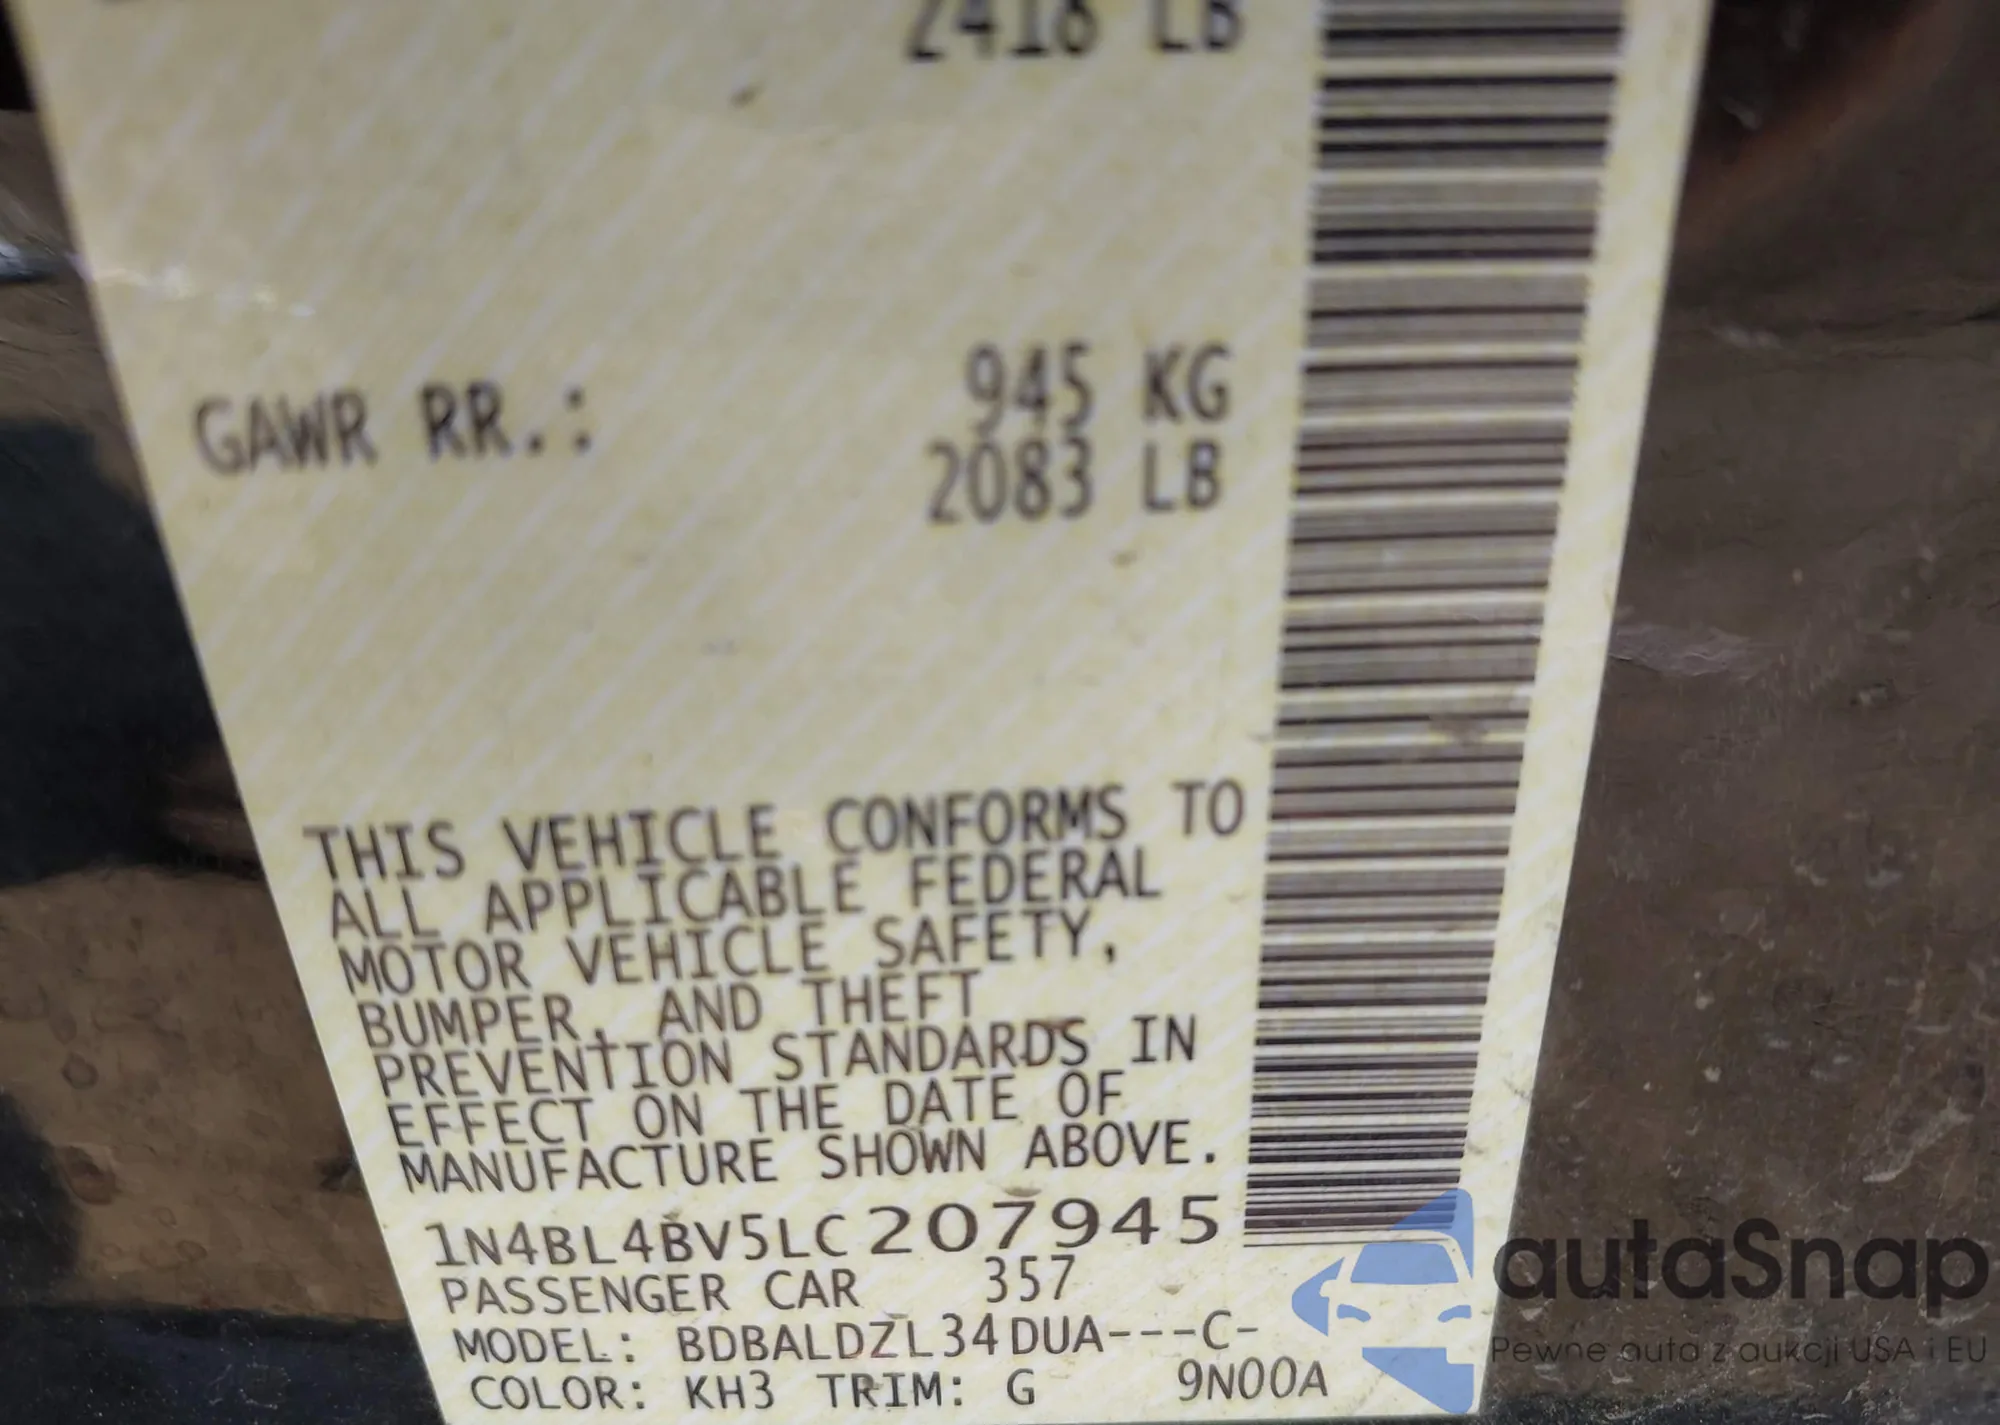 2418 LB
GAWR RR.: 945 KG
2083 LB
THIS VEHICLE CONFORMS TO
ALL APPLICABLE FEDERAL
MOTOR VEHICLE SAFETY,
BUMPER, AND THEFT
PREVENTION STANDARDS IN
EFFECT ON THE DATE OF
MANUFACTURE SHOWN ABOVE.
1N4BL4BV5LC207945
PASSENGER CAR 357
MODEL: BDBALDZL34DUA---C-
COLOR: KH3 TRIM: G 9N00A
autaSnap
Pewne auta z aukcji USA i EU